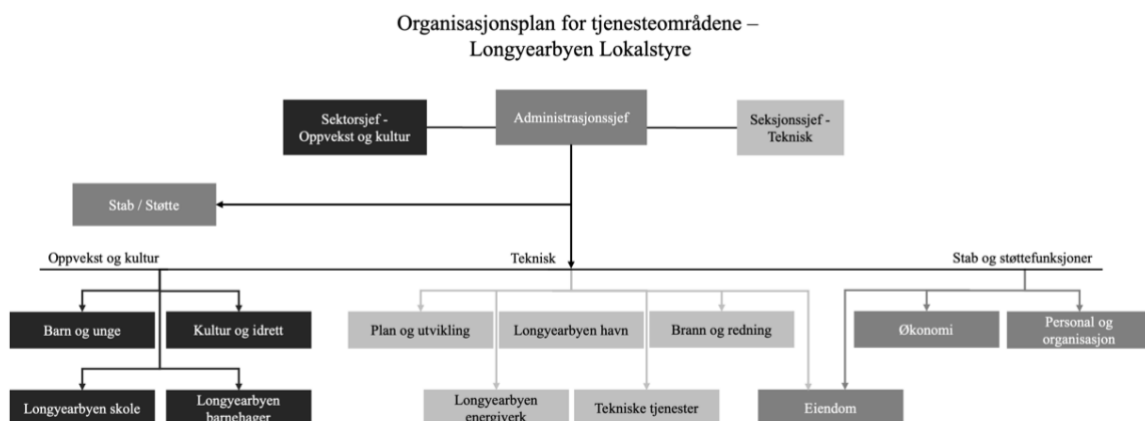 Organisasjonsplan for tjenesteområdene –
Longyearbyen Lokalstyre
Sektorsjef -
Oppvekst og kultur
Administrasjonssjef
Seksjonssjef -
Teknisk
Stab / Støtte
Oppvekst og kultur
Teknisk
Stab og støttefunksjoner
Barn og unge
Kultur og idrett
Plan og utvikling
Longyearbyen havn
Brann og redning
Økonomi
Personal og
organisasjon
Longyearbyen skole
Longyearbyen
barnehager
Longyearbyen
energiverk
Tekniske tjenester
Eiendom